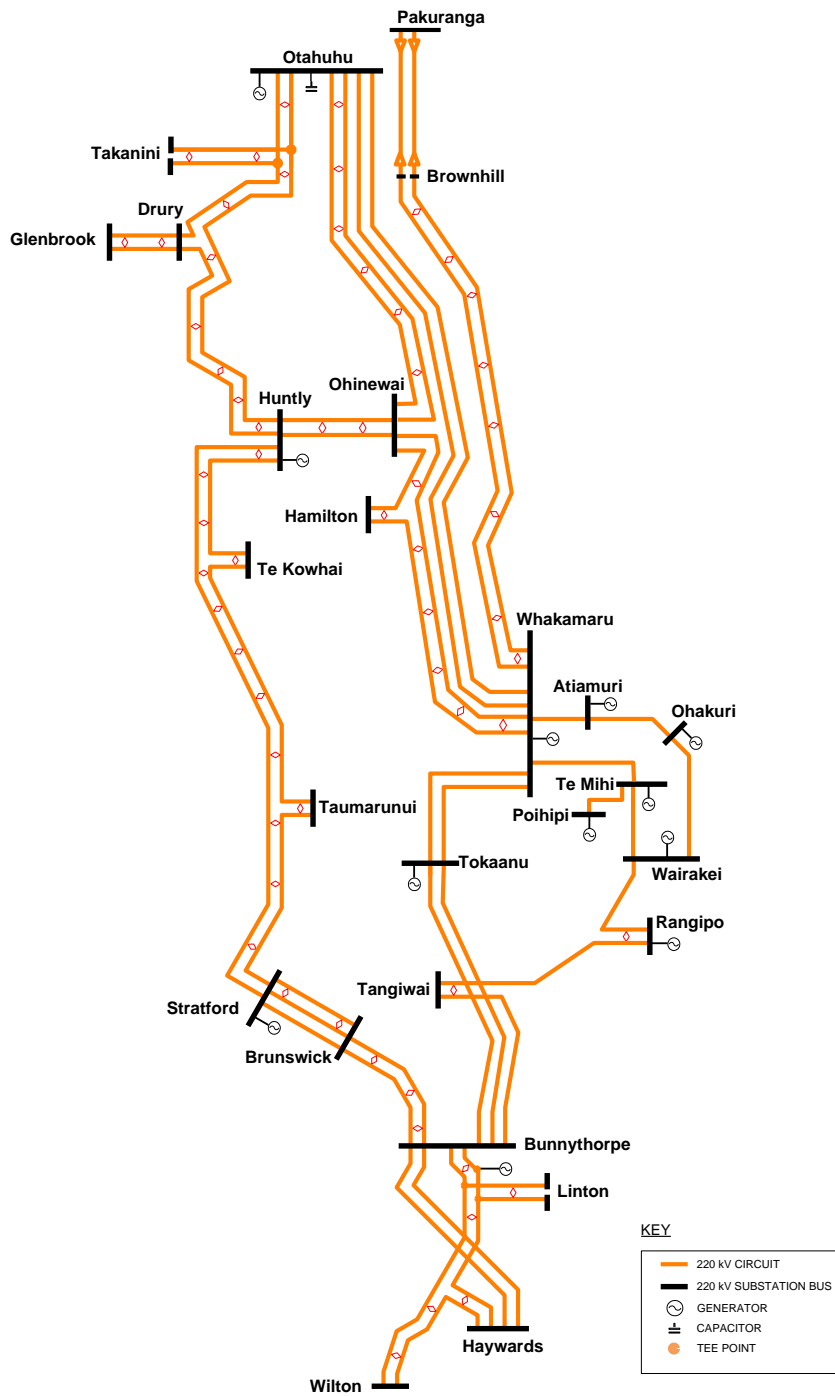 Pakuranga
Otahuhu
Takanini
Brownhill
Drury
Glenbrook
Ohinewai
Huntly
Hamilton
Te Kowhai
Whakamaru
Atiamuri
Ohakuri
Te Mihi
Taumarunui
Poihipi
Tokaanu
Wairakei
Rangipo
Tangiwai
Stratford
Brunswick
Bunnythorpe
Linton
KEY
220 kV CIRCUIT
220 kV SUBSTATION BUS
GENERATOR
CAPACITOR
TEE POINT
Haywards
Wilton